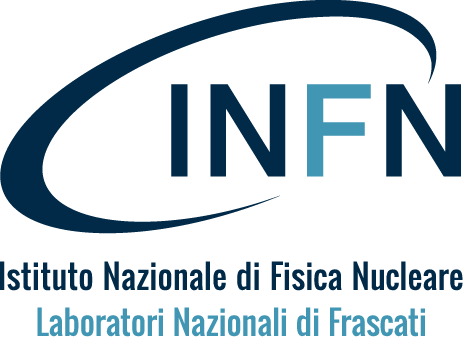 INFN
Istituto Nazionale di Fisica Nucleare
Laboratori Nazionali di Frascati